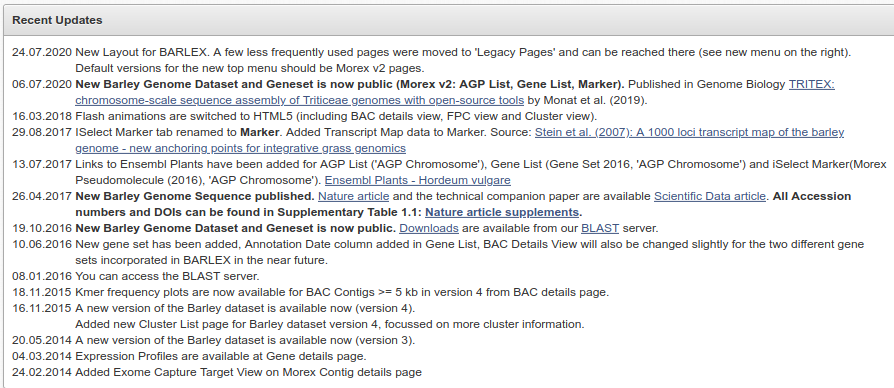 Recent Updates
24.07.2020 New Layout for BARLEX. A few less frequently used pages were moved to 'Legacy Pages' and can be reached there (see new menu on the right).
Default versions for the new top menu should be Morex v2 pages.
06.07.2020 New Barley Genome Dataset and Geneset is now public (Morex v2: AGP List, Gene List, Marker). Published in Genome Biology TRITEX:
chromosome-scale sequence assembly of Triticeae genomes with open-source tools by Monat et al. (2019).
16.03.2018 Flash animations are switched to HTML5 (including BAC details view, FPC view and Cluster view).
29.08.2017 ISelect Marker tab renamed to Marker. Added Transcript Map data to Marker. Source: Stein et al. (2007): A 1000 loci transcript map of the barley
genome - new anchoring points for integrative grass genomics
13.07.2017 Links to Ensembl Plants have been added for AGP List ('AGP Chromosome'), Gene List (Gene Set 2016, 'AGP Chromosome') and iSelect Marker(Morex
Pseudomolecule (2016), 'AGP Chromosome'). Ensembl Plants - Hordeum vulgare
26.04.2017 New Barley Genome Sequence published. Nature article and the technical companion paper are available Scientific Data article. All Accession
numbers and DOIs can be found in Supplementary Table 1.1: Nature article supplements.
19.10.2016 New Barley Genome Dataset and Geneset is now public. Downloads are available from our BLAST server.
10.06.2016 New gene set has been added, Annotation Date column added in Gene List, BAC Details View will also be changed slightly for the two different gene
sets incorporated in BARLEX in the near future.
08.01.2016 You can access the BLAST server.
18.11.2015 Kmer frequency plots are now available for BAC Contigs >= 5 kb in version 4 from BAC details page.
16.11.2015 A new version of the Barley dataset is available now (version 4).
Added new Cluster List page for Barley dataset version 4, focussed on more cluster information.
20.05.2014 A new version of the Barley dataset is available now (version 3).
04.03.2014 Expression Profiles are available at Gene details page.
24.02.2014 Added Exome Capture Target View on Morex Contig details page